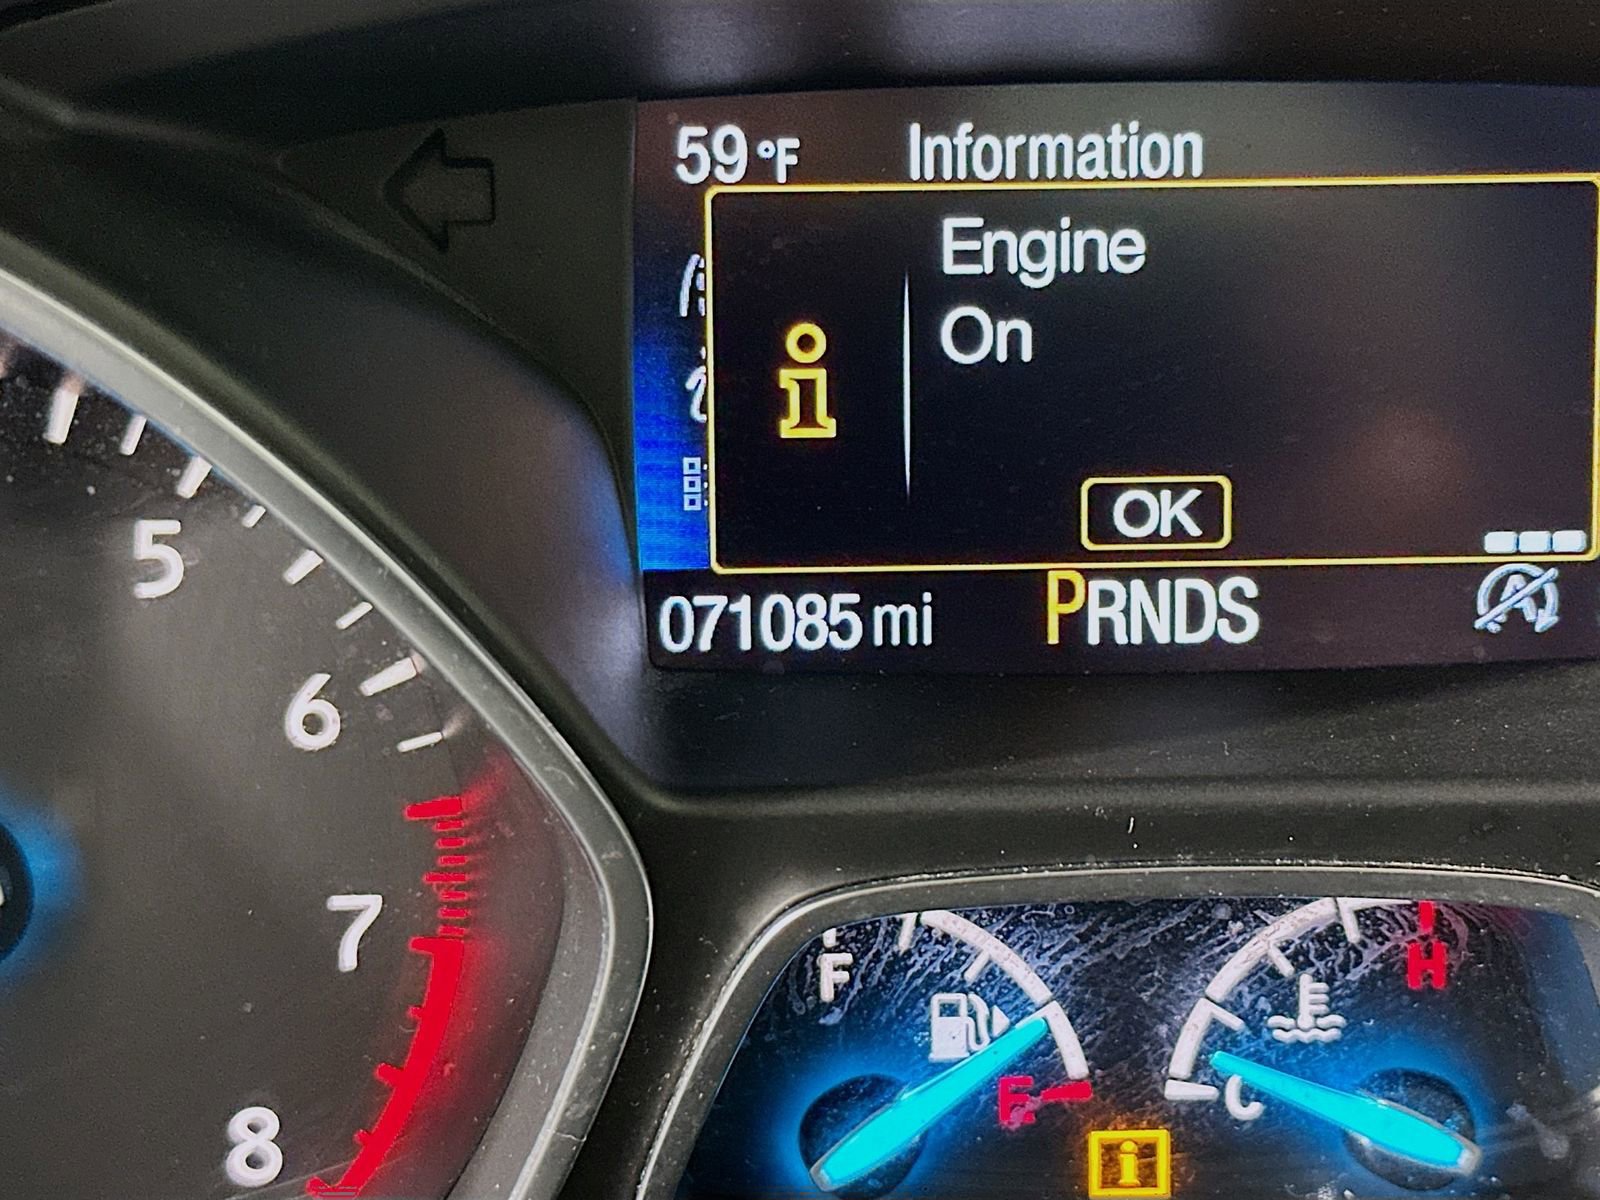 59 °F Information
Engine
On
OK
071085 mi PRNDS
5
6
7
8
F
E
H
C